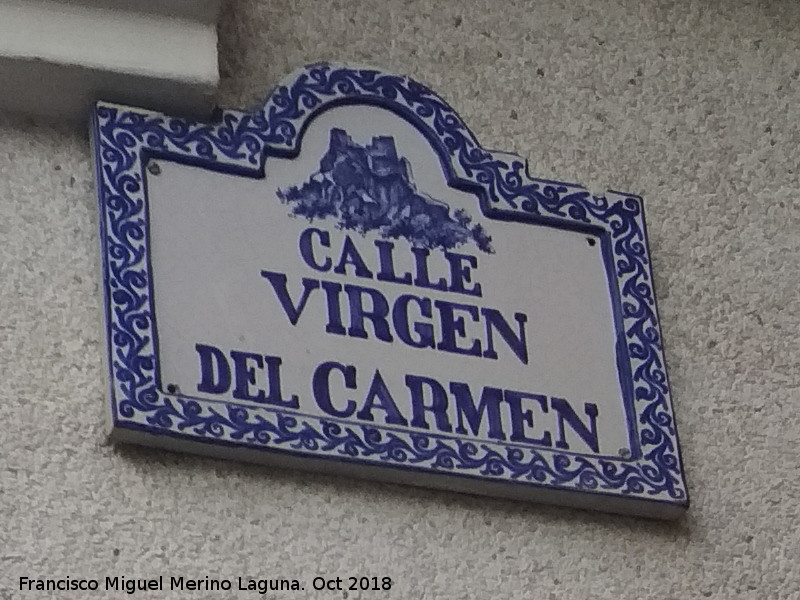 CALLE
VIRGEN
DEL CARMEN
Francisco Miguel Merino Laguna. Oct 2018